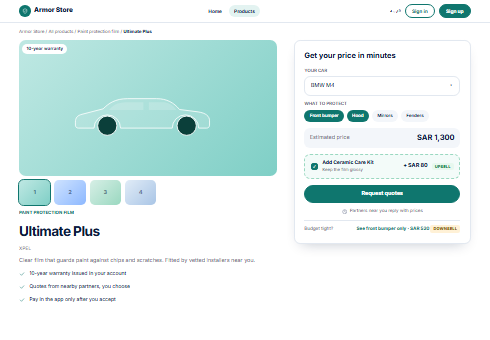 Armor Store
Home
Products
Sign in
Sign up
Armor Store / All products / Paint protection film / Ultimate Plus
10-year warranty
1
2
3
4
PAINT PROTECTION FILM
Ultimate Plus
XPEL
Clear film that guards paint against chips and scratches. Fitted by vetted installers near you.
10-year warranty issued in your account
Quotes from nearby partners, you choose
Pay in the app only after you accept
Get your price in minutes
YOUR CAR
BMW M4
WHAT TO PROTECT
Front bumper
Hood
Mirrors
Fenders
Estimated price
SAR 1,300
Add Ceramic Care Kit
Keep the film glossy
+ SAR 80
UPSELL
Request quotes
Partners near you reply with prices
Budget tight?
See front bumper only · SAR 520
DOWNSELL